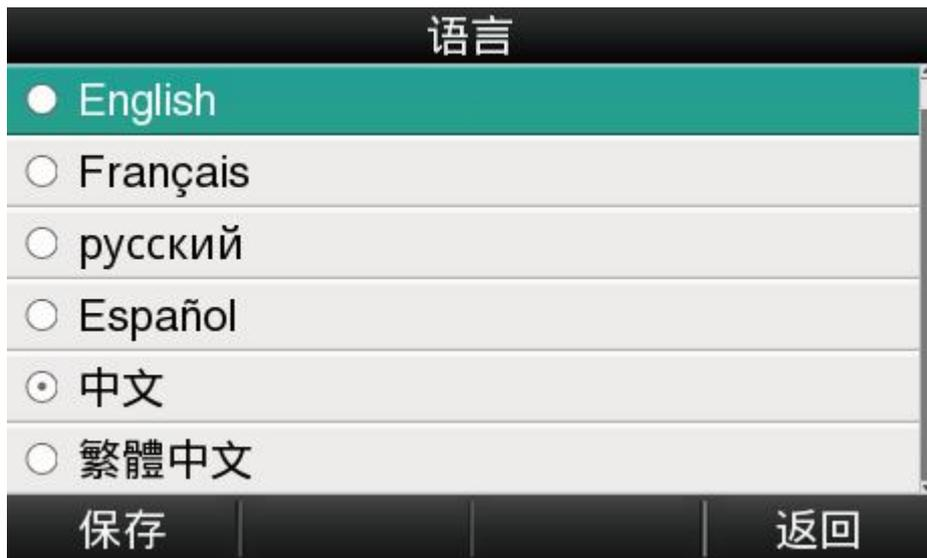 语言
English
Français
русский
Español
中文
繁體中文
保存 返回